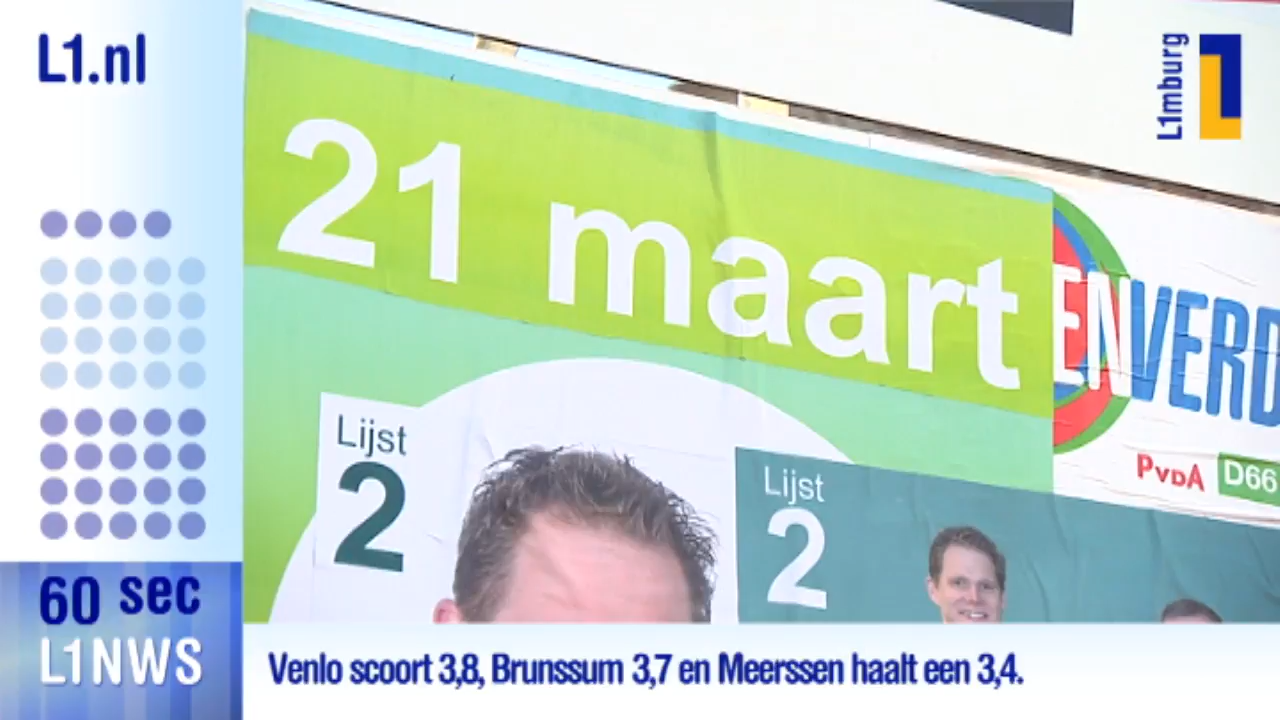 L1.nl
L1mburg
21 maart
ENVERD
PvdA D66
Lijst
2
Lijst
2
60 sec
L1NWS
Venlo scoort 3,8, Brunssum 3,7 en Meerssen haalt een 3,4.